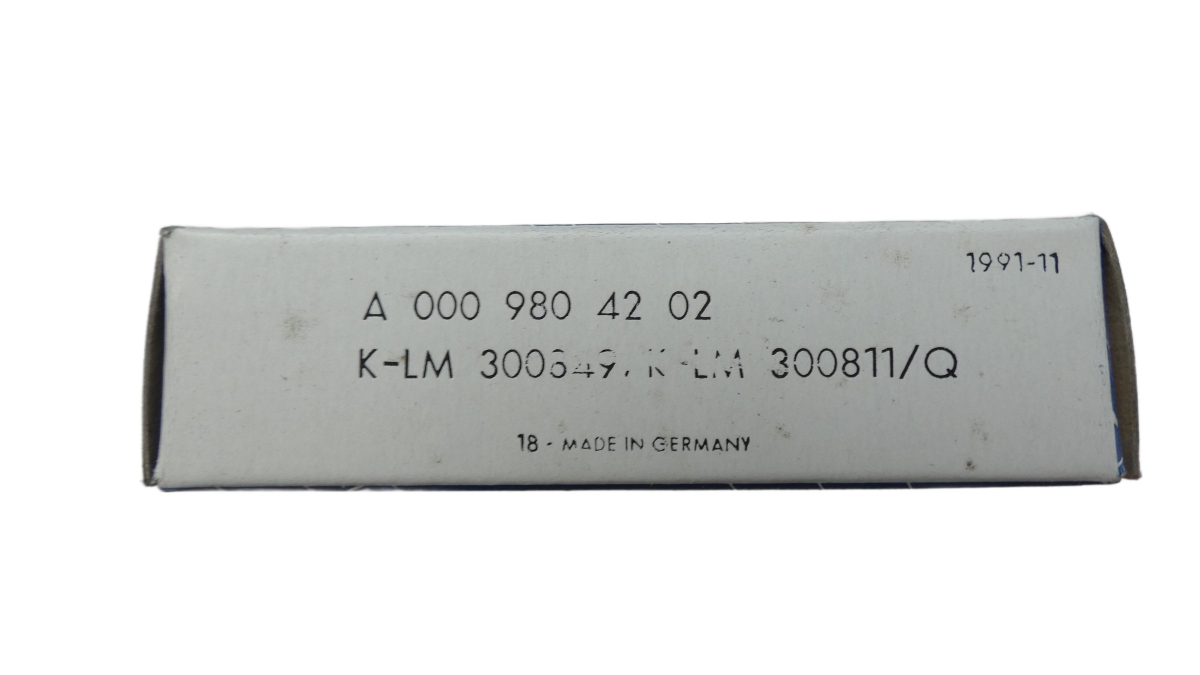 1991-11
A 000 980 42 02
K-LM 300849/K-LM 300811/Q
18 - MADE IN GERMANY